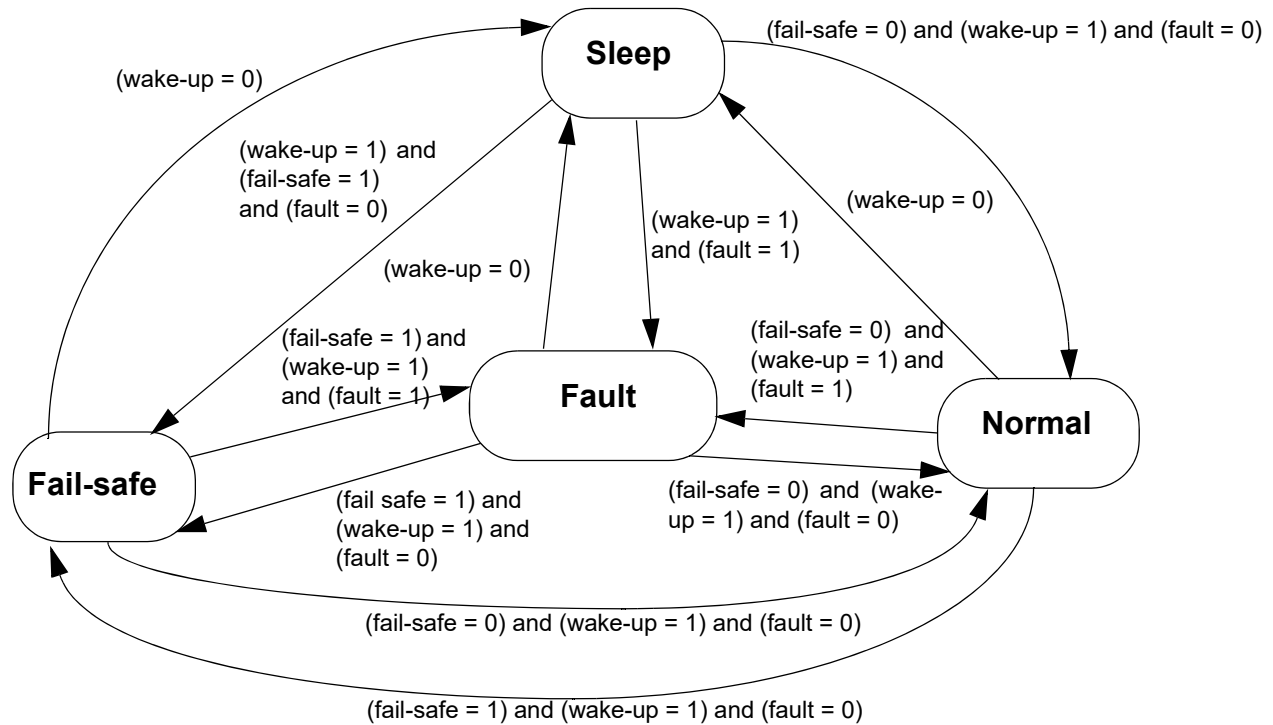 Sleep
(fail-safe = 0) and (wake-up = 1) and (fault = 0)
(wake-up = 0)
(wake-up = 1) and
(fail-safe = 1)
and (fault = 0)
(wake-up = 0)
(wake-up = 1)
and (fault = 1)
(wake-up = 0)
(fail-safe = 1) and
(wake-up = 1)
and (fault = 1)
(fail-safe = 0) and
(wake-up = 1) and
(fault = 1)
Fault
Normal
Fail-safe
(fail safe = 1) and
(wake-up = 1) and
(fault = 0)
(fail-safe = 0) and (wake-
up = 1) and (fault = 0)
(fail-safe = 0) and (wake-up = 1) and (fault = 0)
(fail-safe = 1) and (wake-up = 1) and (fault = 0)